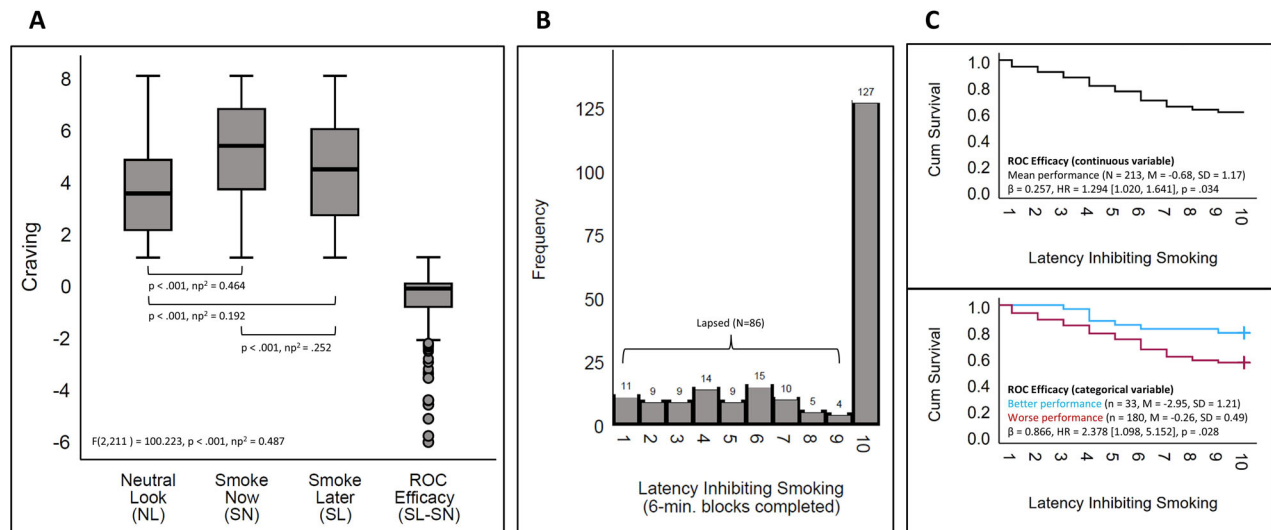 A
Craving
8
6
4
2
0
-2
-4
-6
p < .001, np² = 0.464
p < .001, np² = 0.192
p < .001, np² = .252
F(2,211 ) = 100.223, p < .001, np² = 0.487
Neutral Look (NL)
Smoke Now (SN)
Smoke Later (SL)
ROC Efficacy (SL-SN)
B
Frequency
125
100
75
50
25
0
127
Lapsed (N=86)
11
9
9
14
9
15
10
5
4
1 2 3 4 5 6 7 8 9 10
Latency Inhibiting Smoking
(6-min. blocks completed)
C
Cum Survival
1.0
0.8
0.6
0.4
0.2
0.0
ROC Efficacy (continuous variable)
Mean performance (N = 213, M = -0.68, SD = 1.17)
β = 0.257, HR = 1.294 [1.020, 1.641], p = .034
1 2 3 4 5 6 7 8 9 10
Latency Inhibiting Smoking
Cum Survival
1.0
0.8
0.6
0.4
0.2
0.0
ROC Efficacy (categorical variable)
Better performance (n = 33, M = -2.95, SD = 1.21)
Worse performance (n = 180, M = -0.26, SD = 0.49)
β = 0.866, HR = 2.378 [1.098, 5.152], p = .028
1 2 3 4 5 6 7 8 9 10
Latency Inhibiting Smoking